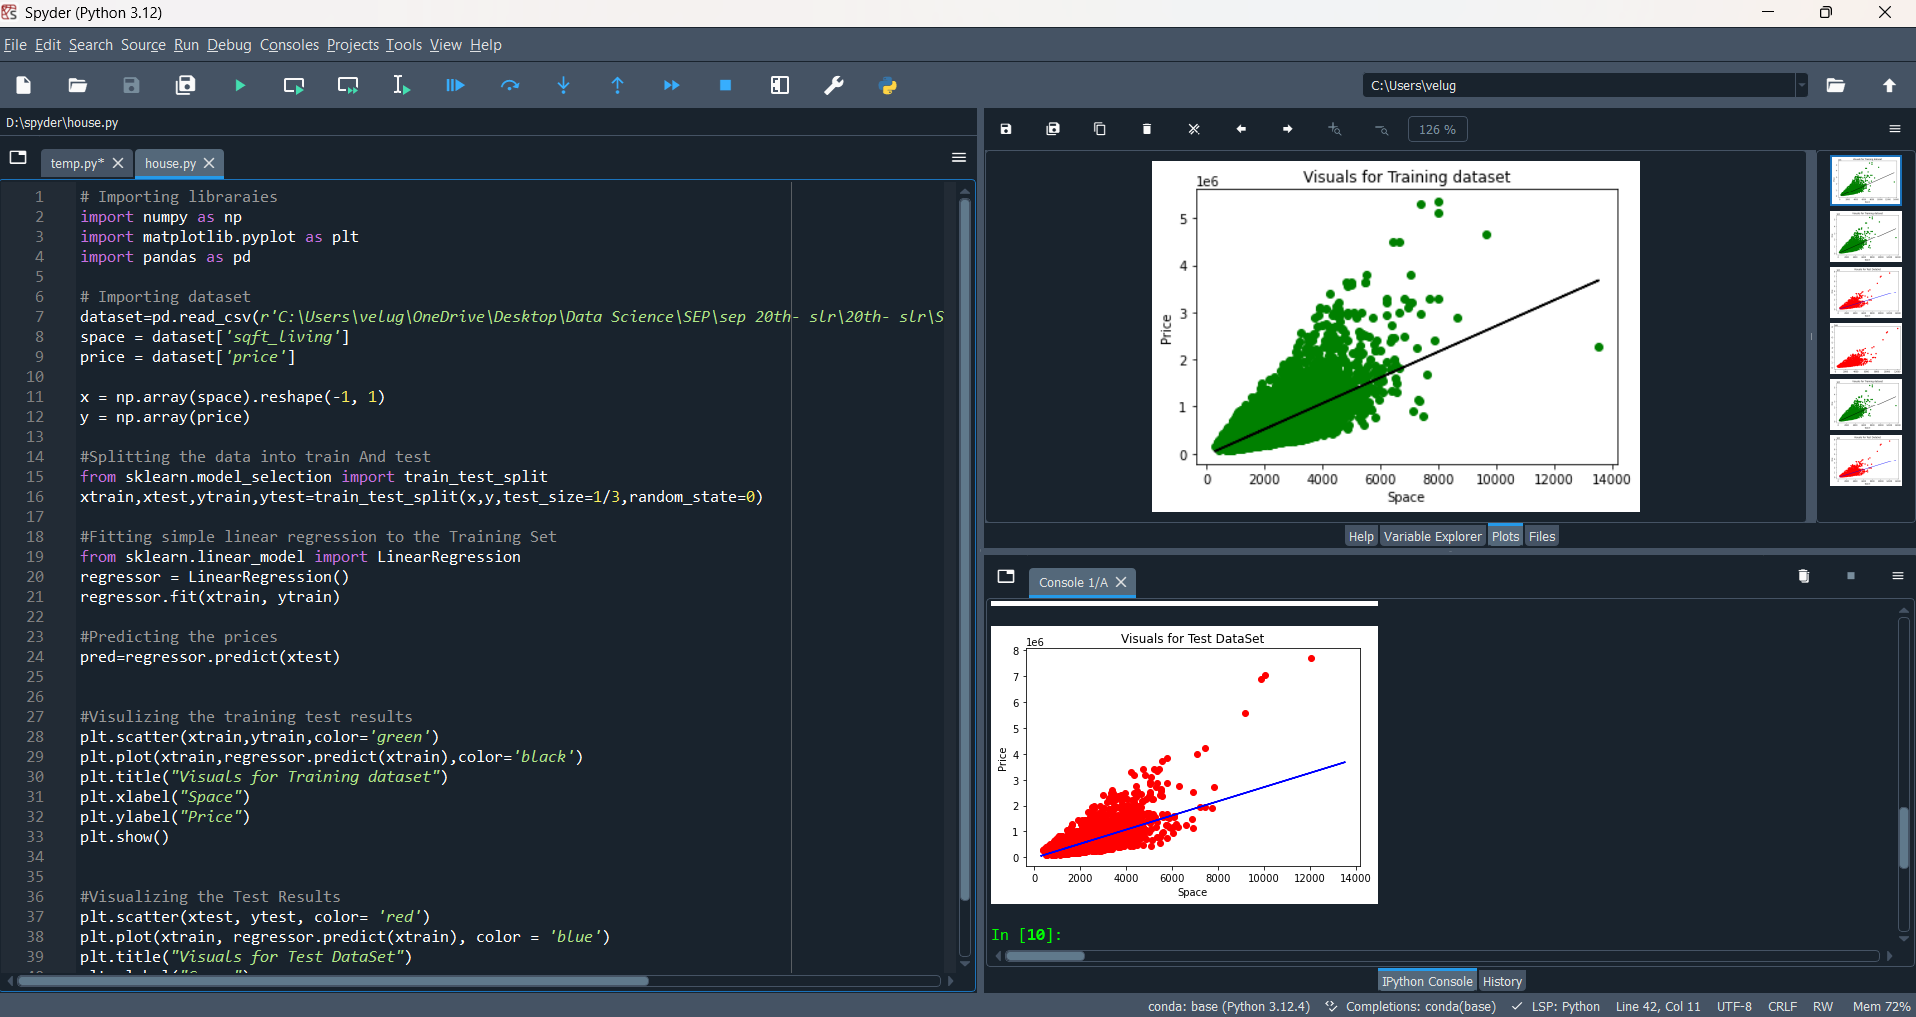 Spyder (Python 3.12)
File Edit Search Source Run Debug Consoles Projects Tools View Help
C:\Users\velug
D:\spyder\house.py
temp.py*
house.py
1 # Importing libraraies
2 import numpy as np
3 import matplotlib.pyplot as plt
4 import pandas as pd
5
6 # Importing dataset
7 dataset=pd.read_csv(r'C:\Users\velug\OneDrive\Desktop\Data Science\SEP\sep 20th- slr\20th- slr\S
8 space = dataset['sqft_living']
9 price = dataset['price']
10
11 x = np.array(space).reshape(-1, 1)
12 y = np.array(price)
13
14 #Splitting the data into train And test
15 from sklearn.model_selection import train_test_split
16 xtrain,xtest,ytrain,ytest=train_test_split(x,y,test_size=1/3,random_state=0)
17
18 #Fitting simple linear regression to the Training Set
19 from sklearn.linear_model import LinearRegression
20 regressor = LinearRegression()
21 regressor.fit(xtrain, ytrain)
22
23 #Predicting the prices
24 pred=regressor.predict(xtest)
25
26
27 #Visulizing the training test results
28 plt.scatter(xtrain,ytrain,color='green')
29 plt.plot(xtrain,regressor.predict(xtrain),color='black')
30 plt.title("Visuals for Training dataset")
31 plt.xlabel("Space")
32 plt.ylabel("Price")
33 plt.show()
34
35
36 #Visualizing the Test Results
37 plt.scatter(xtest, ytest, color= 'red')
38 plt.plot(xtrain, regressor.predict(xtrain), color = 'blue')
39 plt.title("Visuals for Test DataSet")
126 %
Visuals for Training dataset
1e6
5
4
3
2
1
0
Price
0 2000 4000 6000 8000 10000 12000 14000
Space
Help Variable Explorer Plots Files
Console 1/A
Visuals for Test DataSet
1e6
8
7
6
5
4
3
2
1
0
Price
0 2000 4000 6000 8000 10000 12000 14000
Space
In [10]:
IPython Console History
conda: base (Python 3.12.4) Completions: conda(base) LSP: Python Line 42, Col 11 UTF-8 CRLF RW Mem 72%